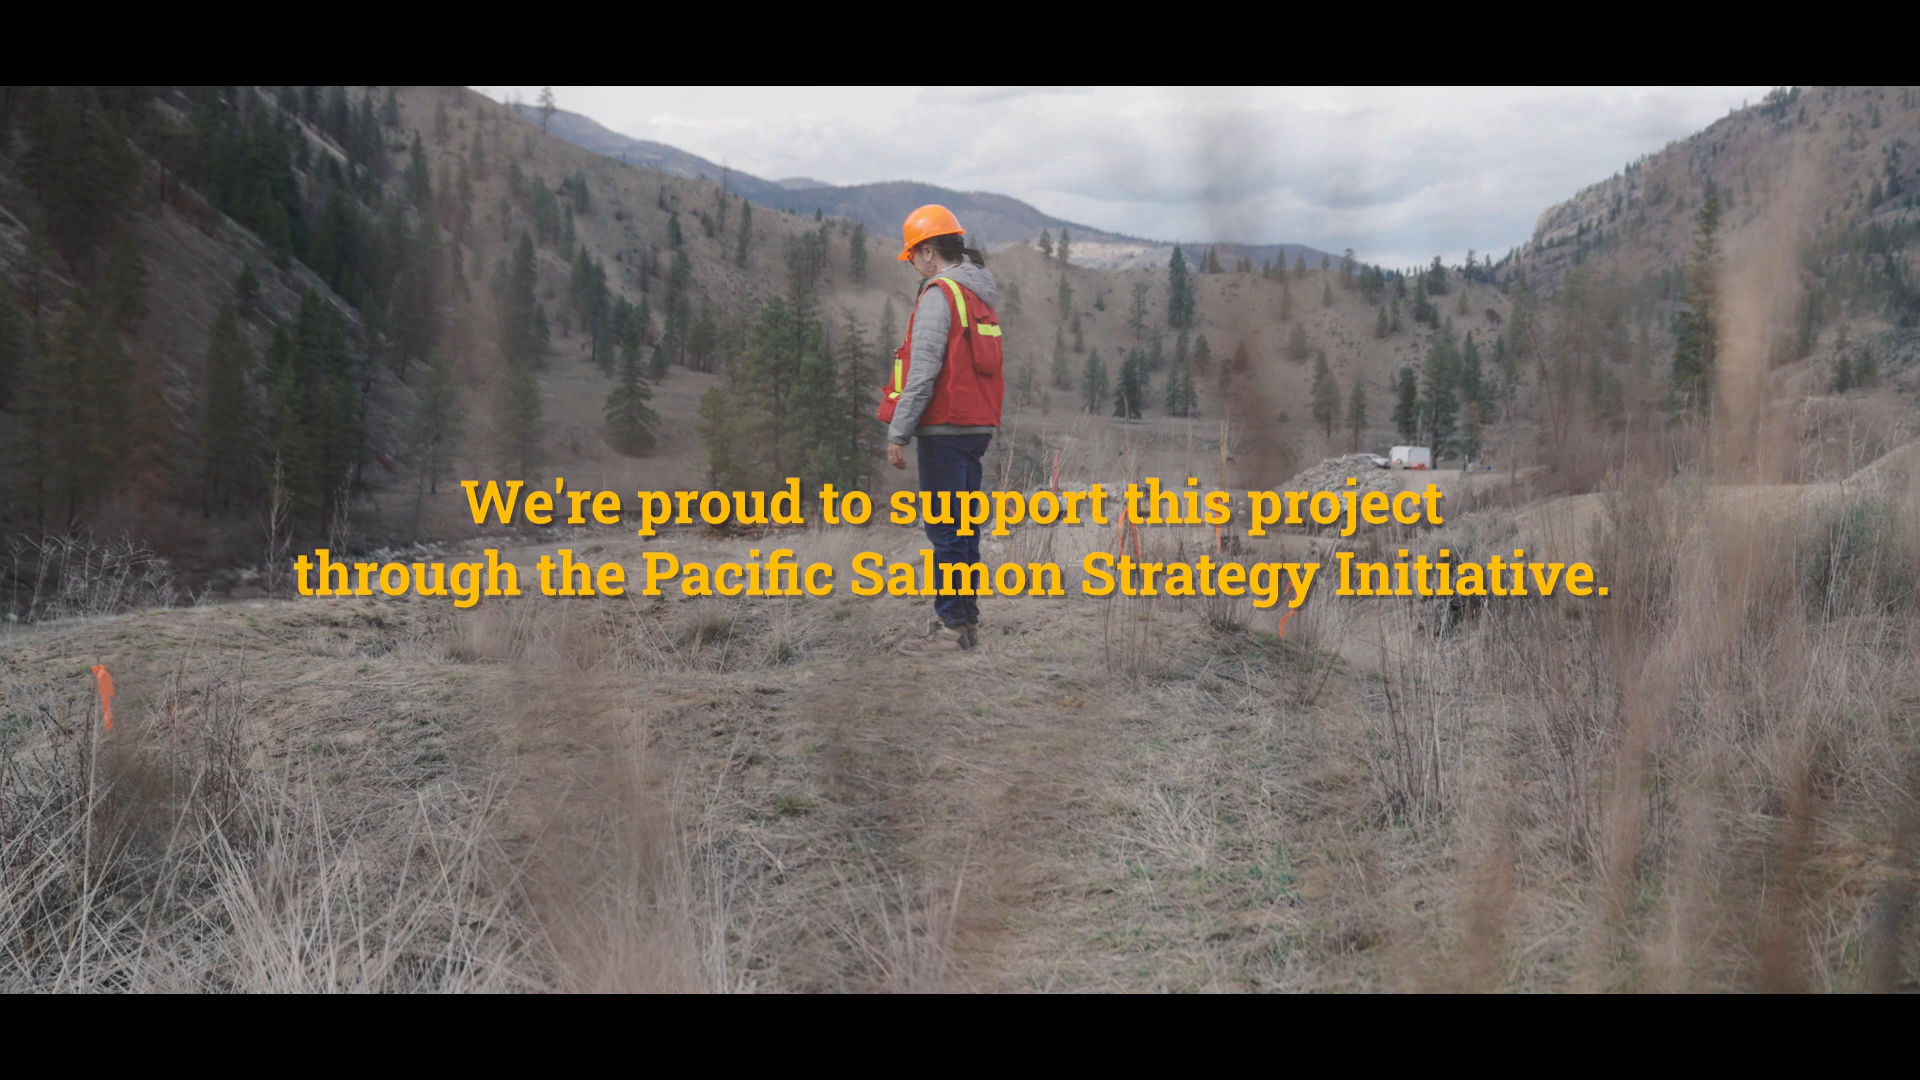 We're proud to support this project
through the Pacific Salmon Strategy Initiative.